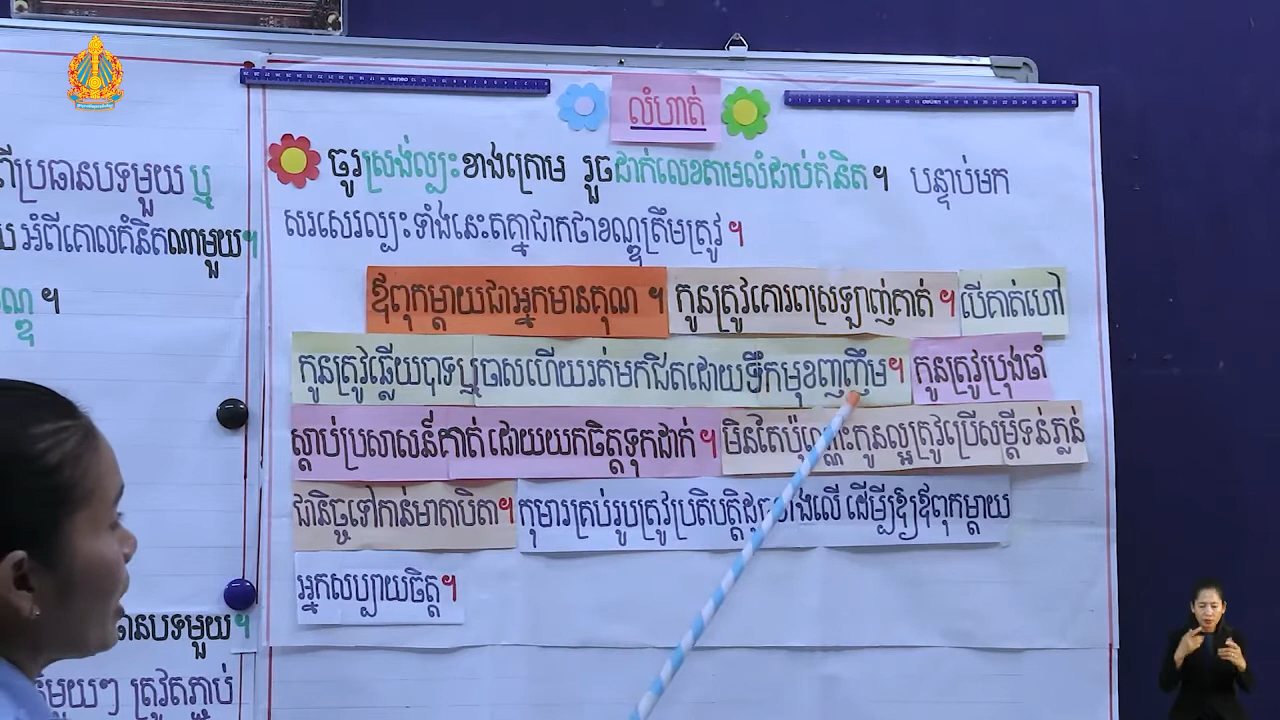 លំហាត់
ចូរស្រង់ល្បះខាងក្រោម រួចដាក់លេខតាមលំដាប់គំនិត។ បន្ទាប់មក
សរសេរល្បះទាំងនេះតគ្នាជាកថាខណ្ឌត្រឹមត្រូវ។
ឪពុកម្ដាយជាអ្នកមានគុណ ។ កូនត្រូវគោរពស្រឡាញ់គាត់ ។ បើគាត់ហៅ
កូនត្រូវឆ្លើយបាទឬចាសហើយរត់មកជិតដោយទឹកមុខញញឹម។ កូនត្រូវប្រុងចាំ
ស្ដាប់ប្រសាសន៍គាត់ ដោយយកចិត្តទុកដាក់ ។ មិនតែប៉ុណ្ណោះកូនល្អត្រូវប្រើសម្ដីទន់ភ្លន់
ជានិច្ចទៅកាន់មាតាបិតា។ កុមារគ្រប់រូបត្រូវប្រតិបត្តិដូចខាងលើ ដើម្បីឱ្យឪពុកម្ដាយ
អ្នកសប្បាយចិត្ត។
ពីប្រធានបទមួយ ឬ
អំពីគោលគំនិតណាមួយ។
ណ្ឌ ។
ធានបទមួយ។
មួយៗ ត្រូវតភ្ជាប់